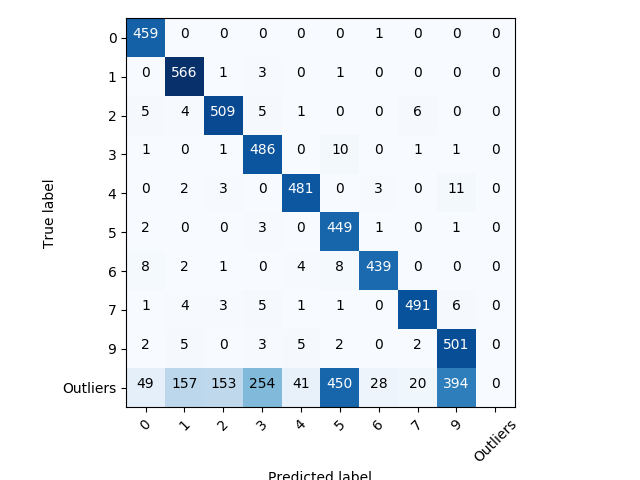 0 459 0 0 0 0 0 1 0 0 0
1 0 566 1 3 0 1 0 0 0 0
2 5 4 509 5 1 0 0 6 0 0
3 1 0 1 486 0 10 0 1 1 0
4 0 2 3 0 481 0 3 0 11 0
5 2 0 0 3 0 449 1 0 1 0
6 8 2 1 0 4 8 439 0 0 0
7 1 4 3 5 1 1 0 491 6 0
9 2 5 0 3 5 2 0 2 501 0
Outliers 49 157 153 254 41 450 28 20 394 0
0 1 2 3 4 5 6 7 9 Outliers
True label
Predicted label